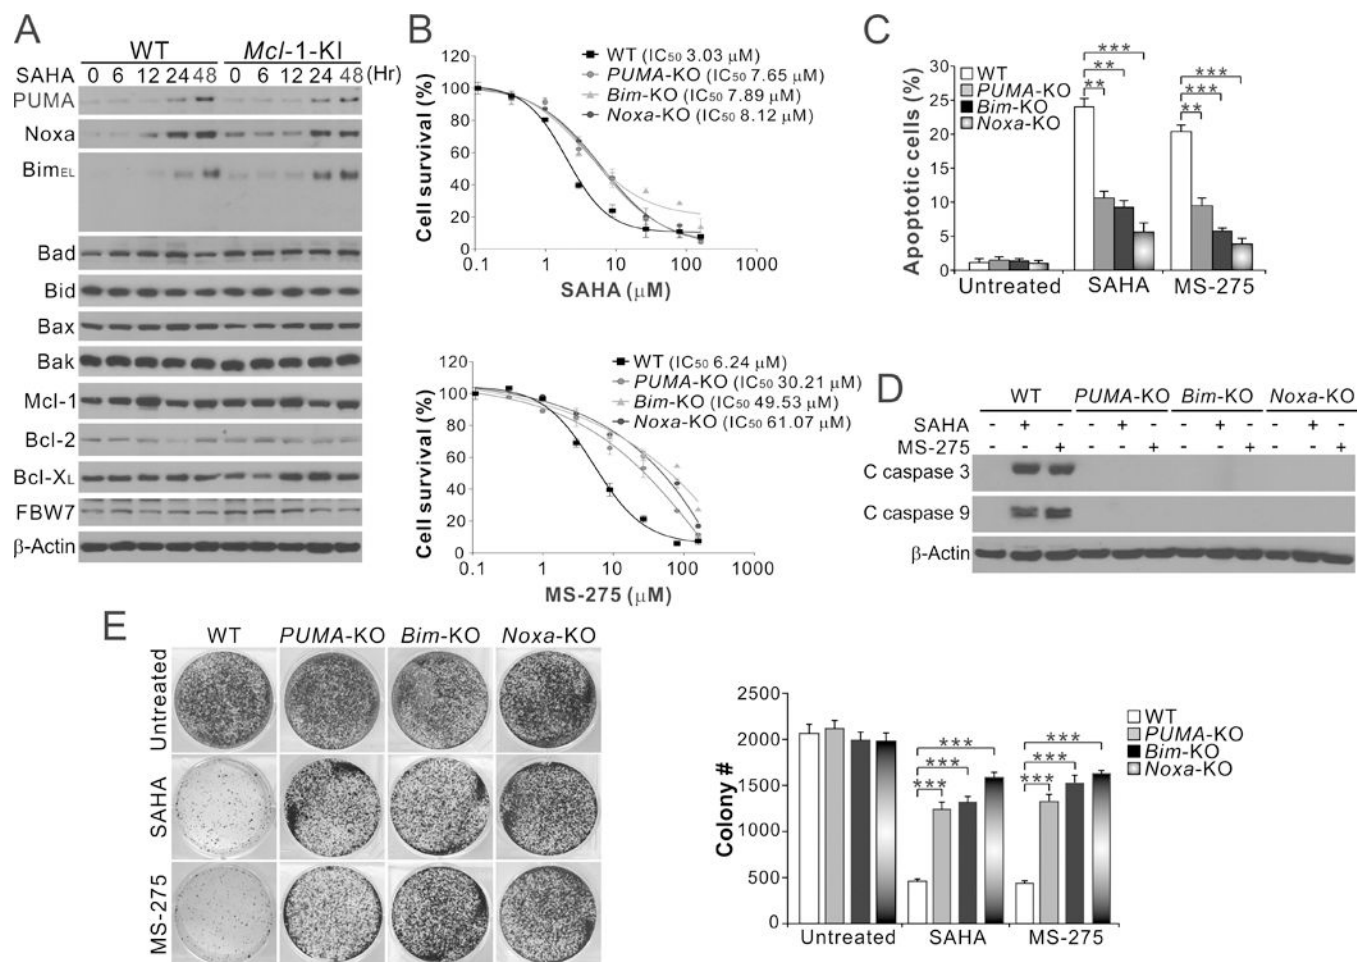 A
WT Mcl-1-KI
SAHA 0 6 12 24 48 0 6 12 24 48 (Hr)
PUMA
Noxa
BimEL
Bad
Bid
Bax
Bak
Mcl-1
Bcl-2
Bcl-XL
FBW7
β-Actin
B
Cell survival (%)
120
100
80
60
40
20
0
0.1 1 10 100 1000
SAHA (μM)
WT (IC50 3.03 μM)
PUMA-KO (IC50 7.65 μM)
Bim-KO (IC50 7.89 μM)
Noxa-KO (IC50 8.12 μM)
Cell survival (%)
120
100
80
60
40
20
0
0.1 1 10 100 1000
MS-275 (μM)
WT (IC50 6.24 μM)
PUMA-KO (IC50 30.21 μM)
Bim-KO (IC50 49.53 μM)
Noxa-KO (IC50 61.07 μM)
C
Apoptotic cells (%)
30
25
20
15
10
5
0
WT
PUMA-KO
Bim-KO
Noxa-KO
***
**
**
***
***
**
Untreated SAHA MS-275
D
WT PUMA-KO Bim-KO Noxa-KO
SAHA - + - - + - - + - - + -
MS-275 - - + - - + - - + - - +
C caspase 3
C caspase 9
β-Actin
E
WT PUMA-KO Bim-KO Noxa-KO
Untreated
SAHA
MS-275
Colony #
2500
2000
1500
1000
500
0
***
***
***
***
***
***
Untreated SAHA MS-275
WT
PUMA-KO
Bim-KO
Noxa-KO